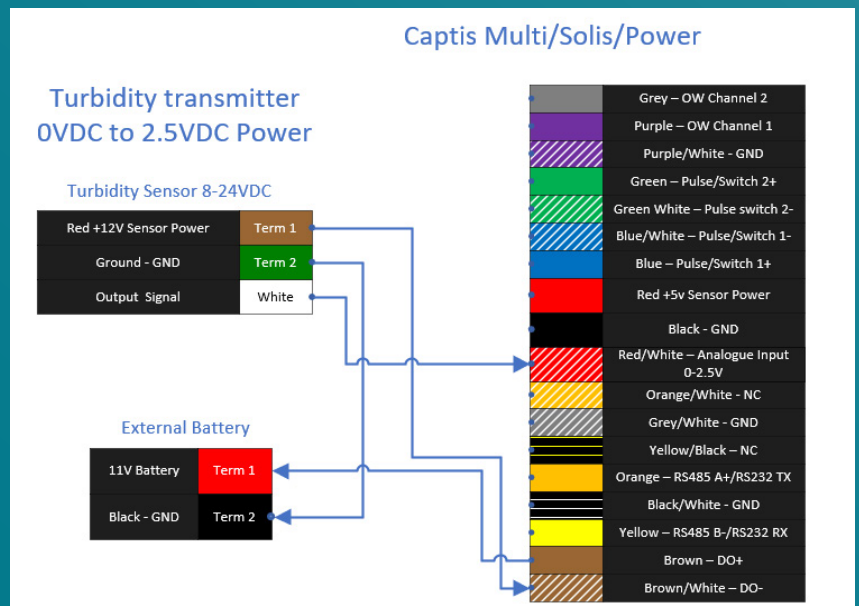 Captis Multi/Solis/Power
Turbidity transmitter
0VDC to 2.5VDC Power
Turbidity Sensor 8-24VDC
Red +12V Sensor Power Term 1
Ground - GND Term 2
Output Signal White
External Battery
11V Battery Term 1
Black - GND Term 2
Grey – OW Channel 2
Purple – OW Channel 1
Purple/White - GND
Green – Pulse/Switch 2+
Green White – Pulse switch 2-
Blue/White – Pulse/Switch 1-
Blue – Pulse/Switch 1+
Red +5v Sensor Power
Black - GND
Red/White – Analogue Input
0-2.5V
Orange/White - NC
Grey/White - GND
Yellow/Black – NC
Orange – RS485 A+/RS232 TX
Black/White - GND
Yellow – RS485 B-/RS232 RX
Brown – DO+
Brown/White – DO-